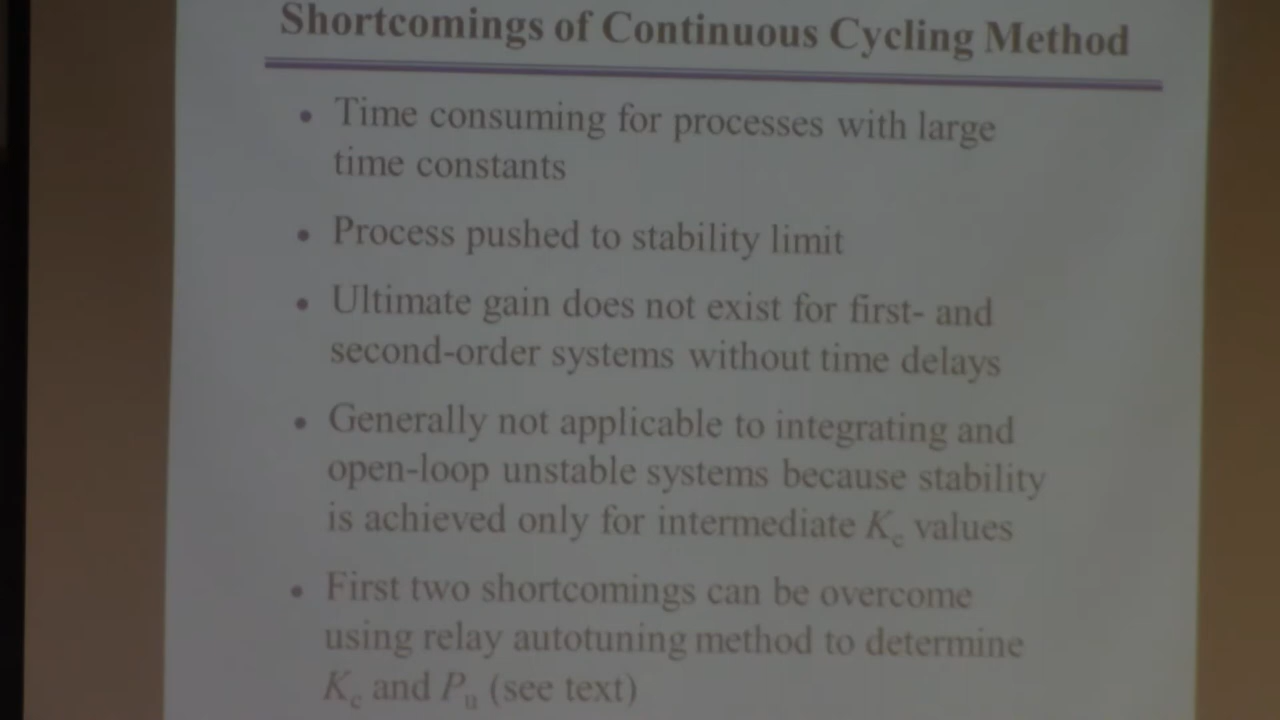 Shortcomings of Continuous Cycling Method
• Time consuming for processes with large
time constants
• Process pushed to stability limit
• Ultimate gain does not exist for first- and
second-order systems without time delays
• Generally not applicable to integrating and
open-loop unstable systems because stability
is achieved only for intermediate Kc values
• First two shortcomings can be overcome
using relay autotuning method to determine
Kc and Pu (see text)